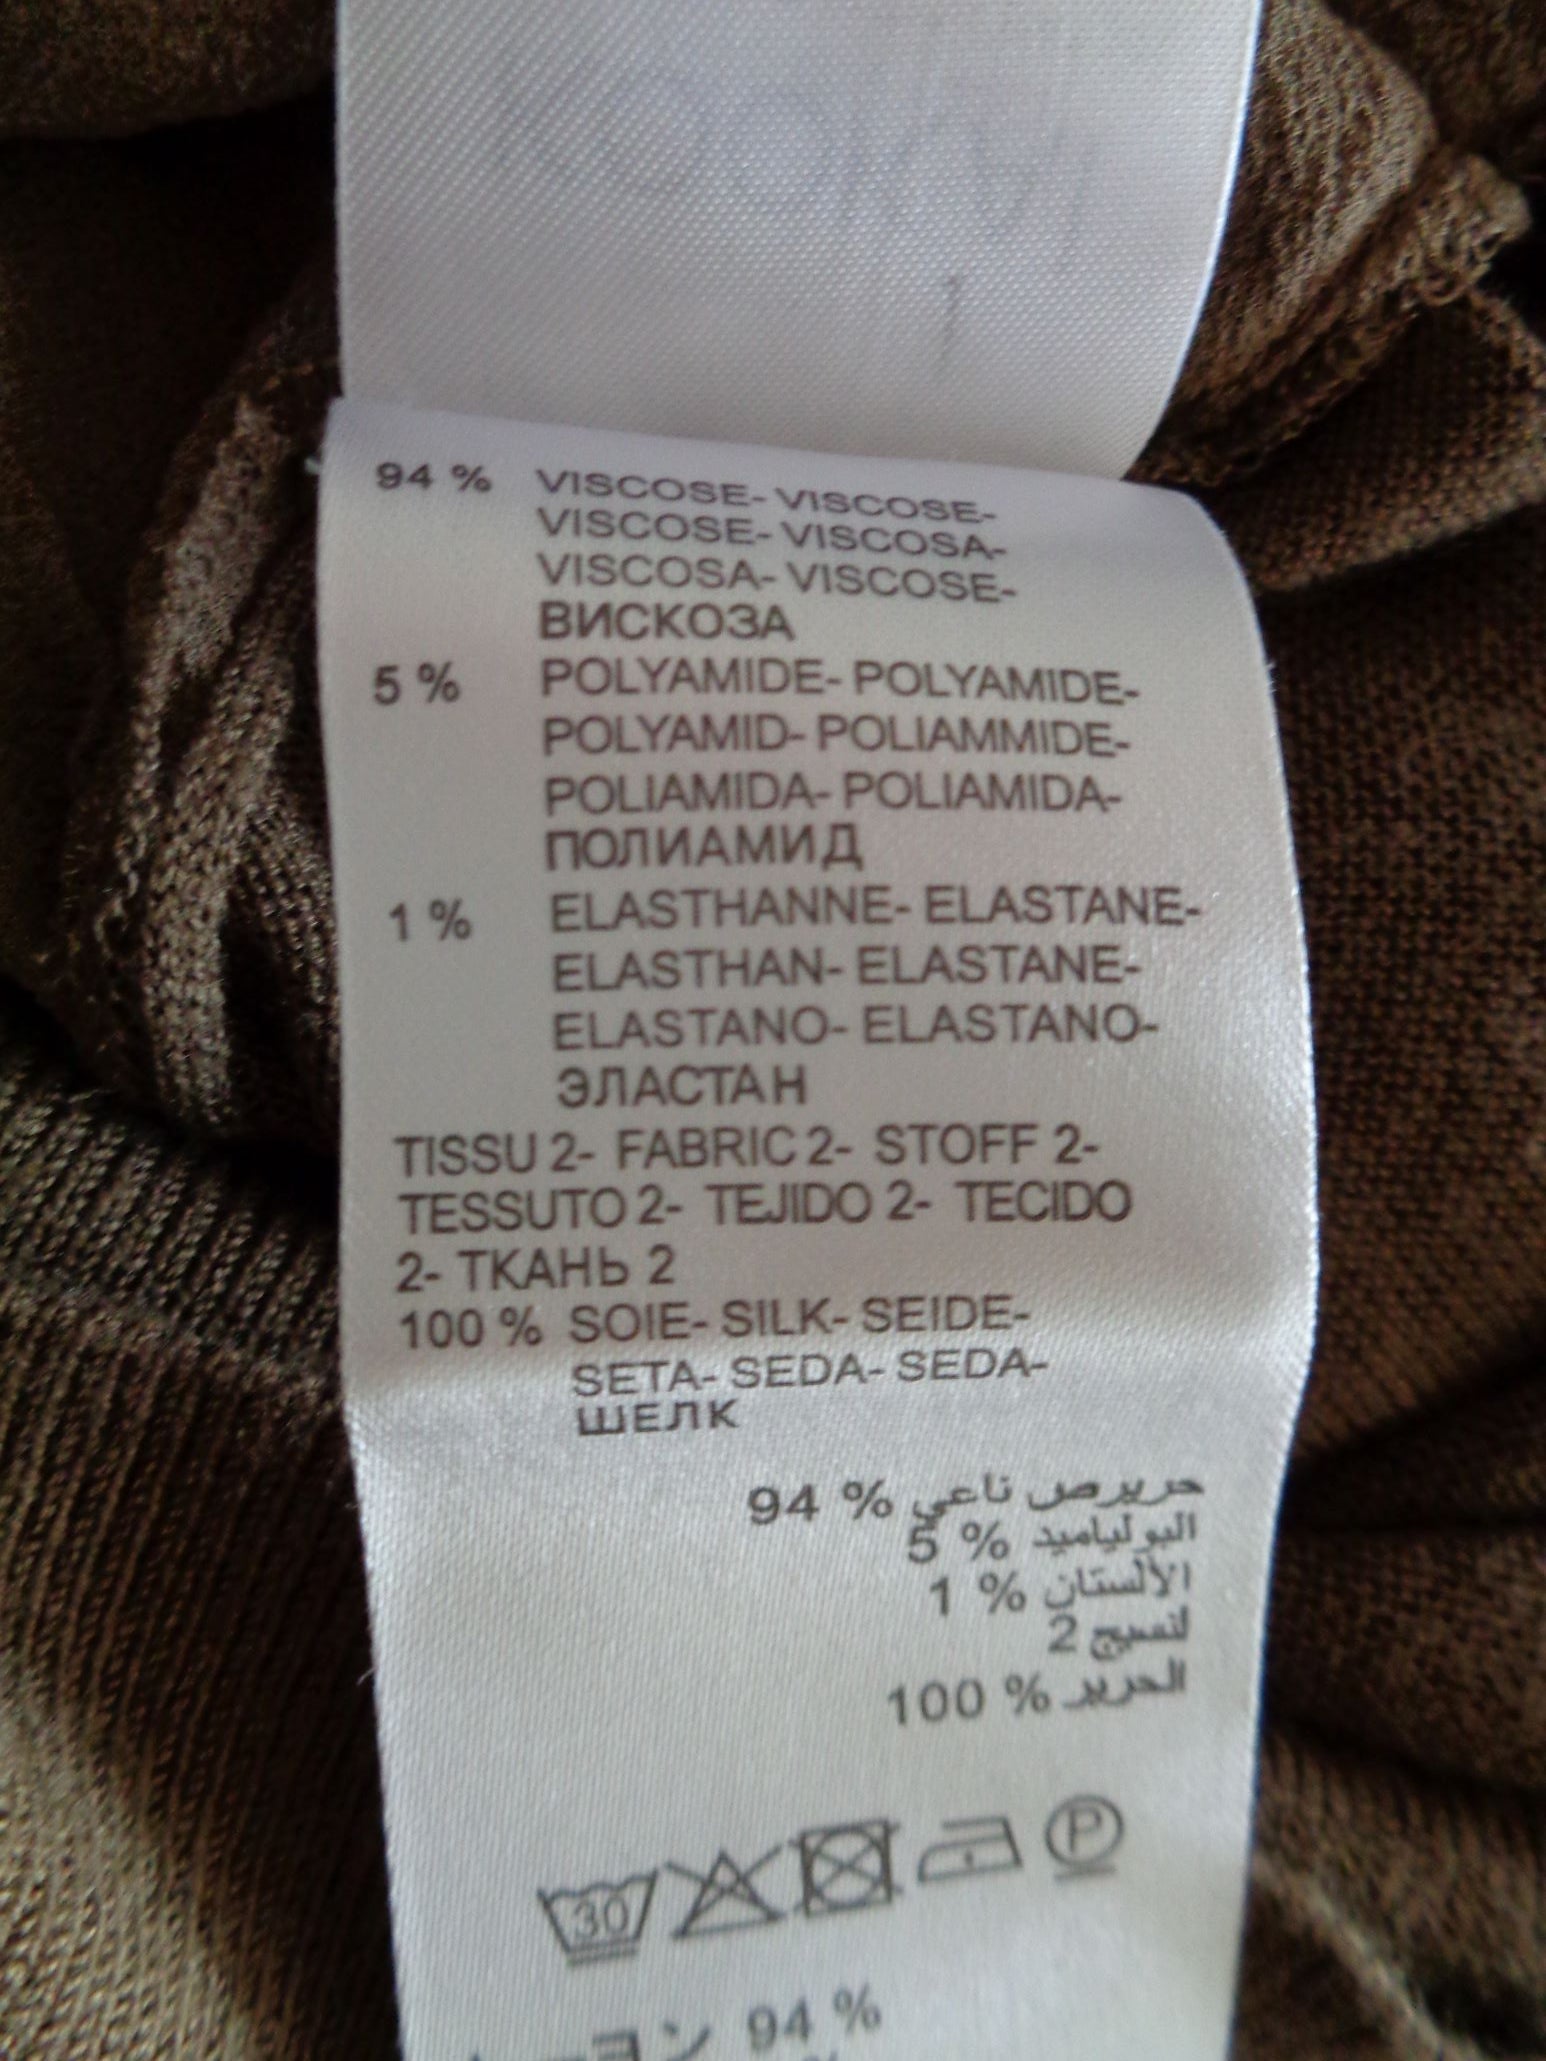 94 % VISCOSE- VISCOSE-
VISCOSE- VISCOSA-
VISCOSA- VISCOSE-
ВИСКОЗА
5 % POLYAMIDE- POLYAMIDE-
POLYAMID- POLIAMMIDE-
POLIAMIDA- POLIAMIDA-
ПОЛИАМИД
1 % ELASTHANNE- ELASTANE-
ELASTHAN- ELASTANE-
ELASTANO- ELASTANO-
ЭЛАСТАН
TISSU 2- FABRIC 2- STOFF 2-
TESSUTO 2- TEJIDO 2- TECIDO
2- ТКАНЬ 2
100 % SOIE- SILK- SEIDE-
SETA- SEDA- SEDA-
ШЕЛК
حريرص ناعي % 94
البولياميد % 5
الألستان % 1
لنسيج 2
الحرير % 100
30 P
ーヨン 94 %